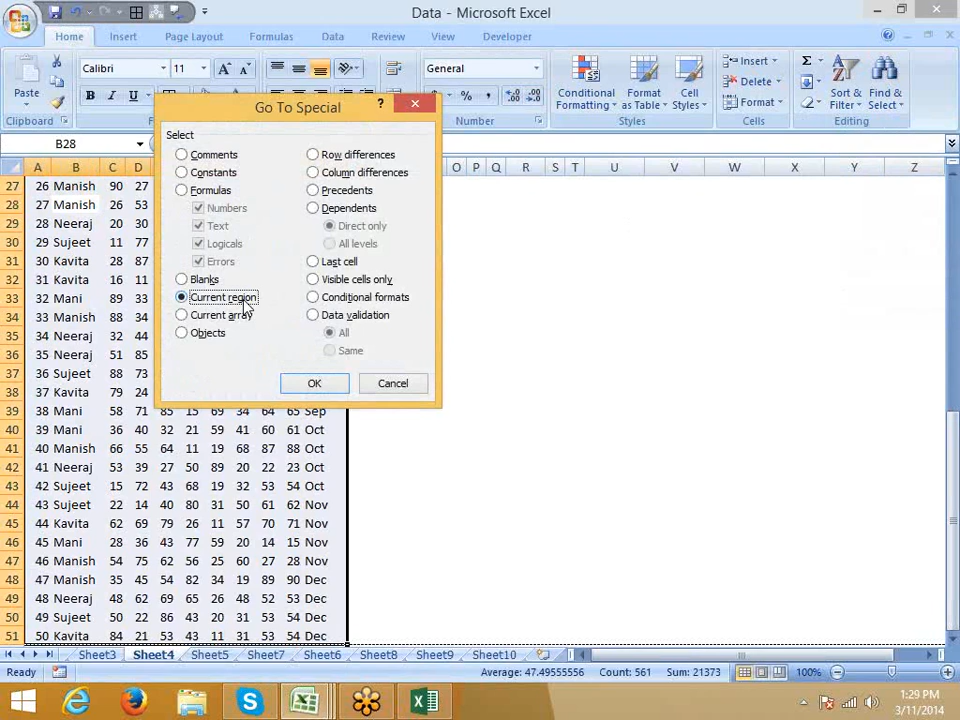 Data - Microsoft Excel
Home Insert Page Layout Formulas Data Review View Developer
Paste
Calibri 11
General
Conditional Formatting
Format as Table
Cell Styles
Insert
Delete
Format
Sort & Filter
Find & Select
Clipboard Number Styles Cells Editing
B28
Go To Special
Select
Comments
Constants
Formulas
Numbers
Text
Logicals
Errors
Blanks
Current region
Current array
Objects
Row differences
Column differences
Precedents
Dependents
Direct only
All levels
Last cell
Visible cells only
Conditional formats
Data validation
All
Same
OK Cancel
A B C D O P Q R S T U V W X Y Z
27 26 Manish 90 27
28 27 Manish 26 53
29 28 Neeraj 20 30
30 29 Sujeet 11 77
31 30 Kavita 28 87
32 31 Kavita 16 11
33 32 Mani 89 33
34 33 Manish 88 34
35 34 Neeraj 32 44
36 35 Neeraj 51 85
37 36 Sujeet 88 73
38 37 Kavita 79 24
39 38 Mani 58 71 85 15 69 34 64 65 Sep
40 39 Mani 36 40 32 21 59 41 60 61 Oct
41 40 Manish 66 55 64 11 19 68 87 88 Oct
42 41 Neeraj 53 39 27 50 89 20 22 23 Oct
43 42 Sujeet 15 72 43 68 19 32 53 54 Oct
44 43 Sujeet 22 14 40 80 31 50 61 62 Nov
45 44 Kavita 62 69 79 26 11 57 70 71 Nov
46 45 Mani 28 36 43 77 59 20 14 15 Nov
47 46 Manish 54 75 62 56 25 60 27 28 Nov
48 47 Manish 35 45 54 82 34 19 89 90 Dec
49 48 Neeraj 48 62 65 26 48 52 53 Dec
50 49 Sujeet 50 22 86 43 20 31 53 54 Dec
51 50 Kavita 84 21 53 43 11 31 53 54 Dec
Sheet3 Sheet4 Sheet5 Sheet7 Sheet6 Sheet8 Sheet9 Sheet10
Ready Average: 47.49555556 Count: 561 Sum: 21373 100%
1:29 PM
3/11/2014